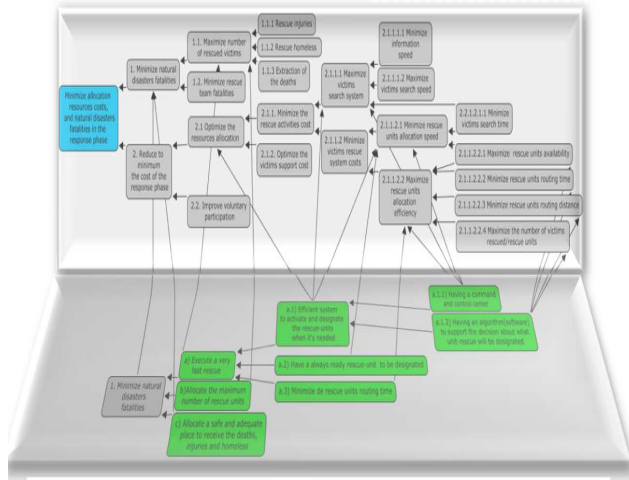 1.1.1 Rescue injuries
1.1. Maximize number
of rescued victims
1.1.2 Rescue homeless
1.1.3 Extraction of
the deaths
1. Minimize natural
disasters fatalities
1.2. Minimize rescue
team fatalities
Minimize allocation
resources costs,
and natural disasters
fatalities in the
response phase
2.1 Optimize the
resources allocation
2.1.1. Minimize the
rescue activities cost
2.1.2. Optimize the
victims support cost
2. Reduce to
minimum
the cost of the
response phase
2.2. Improve voluntary
participation
2.1.1.1 Maximize
victims
search system
2.1.1.2 Minimize
victims rescue
system costs
2.1.1.1.1 Minimize
information
speed
2.1.1.1.2 Maximize
victims search speed
2.1.1.2.1 Minimize rescue
units allocation speed
2.1.1.2.2 Maximize
rescue units
allocation
efficiency
2.2.1.2.1.1 Minimize
victims search time
2.1.1.2.2.1 Maximize rescue units availability
2.1.1.2.2.2 Minimize rescue units routing time
2.1.1.2.2.3 Minimize rescue units routing distance
2.1.1.2.2.4 Maximize the number of victims
rescued/rescue units
a.1) Efficient system
to activate and designate
the rescue-units
when it's needed
a.1.1) Having a command
and control center
a.1.2) Having an algorithm(software)
to support the decision about what
unit-rescue will be designated.
a) Execute a very
fast rescue
a.2) Have a always ready rescue-unit to be designated
a.3) Minimize de rescue units routing time
1. Minimize natural
disasters
fatalities
b)Allocate the maximum
number of rescue units
c) Allocate a safe and adequate
place to receive the deaths,
injuries and homeless